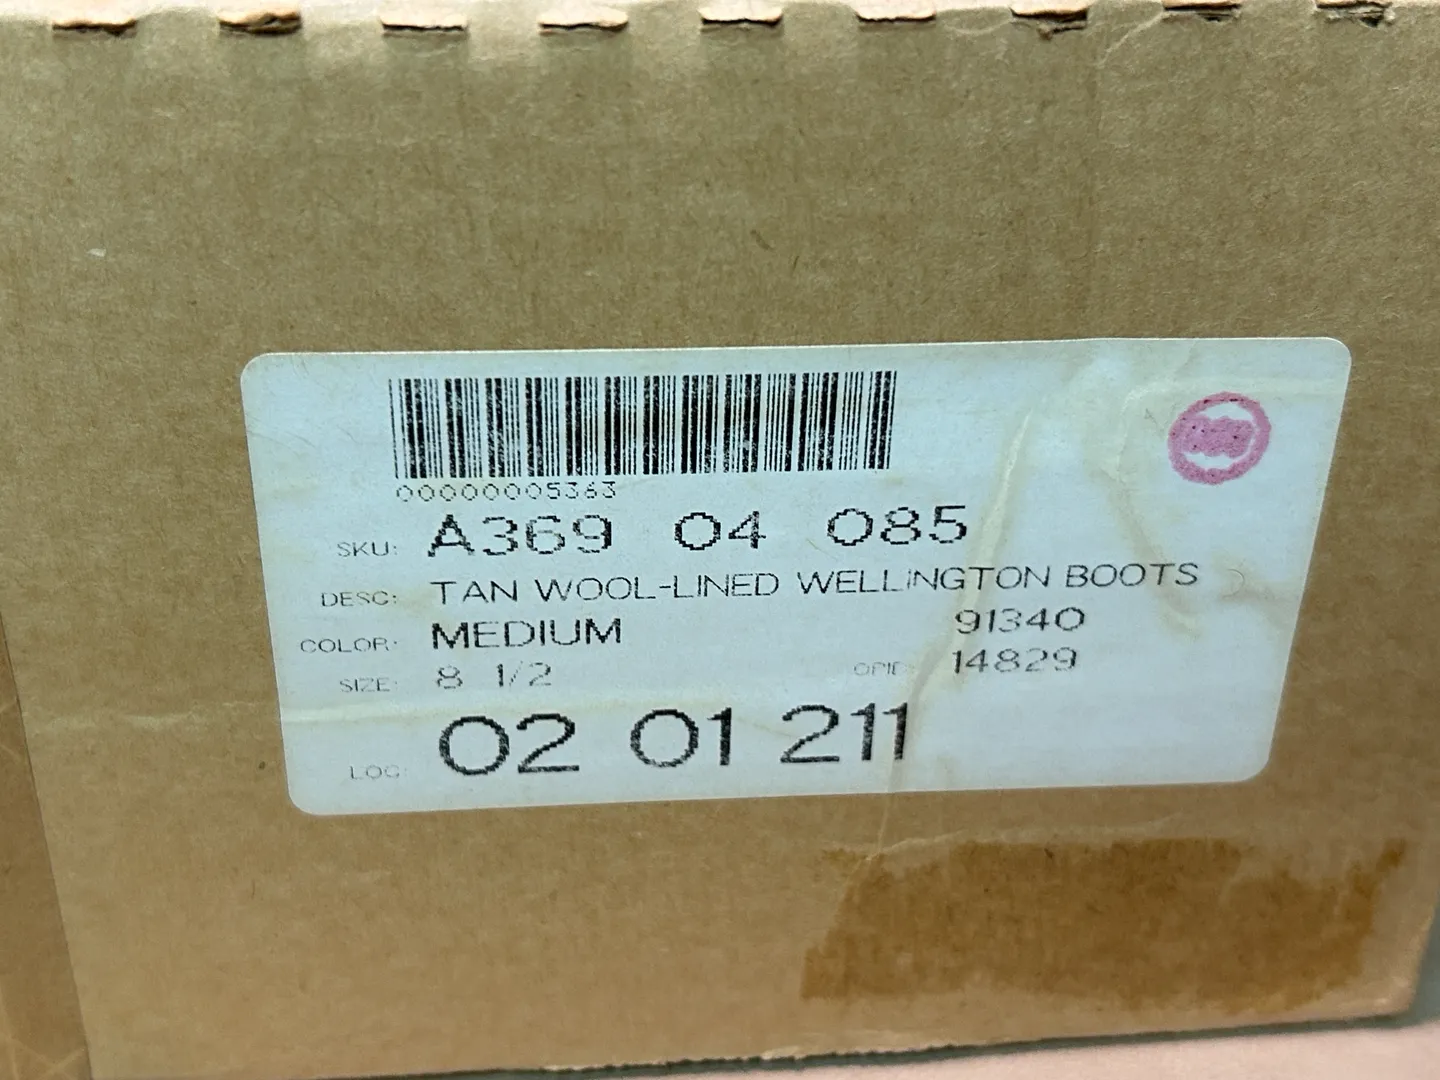 00000005363
SKU: A369 04 085
DESC: TAN WOOL-LINED WELLINGTON BOOTS
COLOR: MEDIUM 91340
SIZE: 8 1/2 14829
LOC: 02 01 211